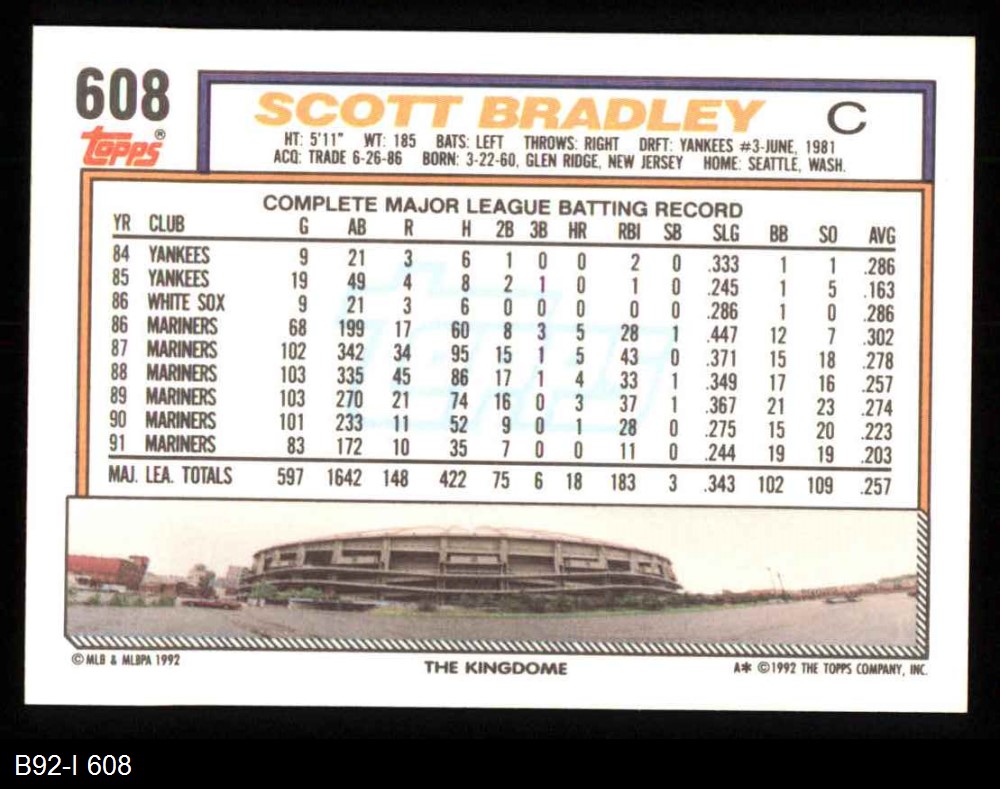 608
Topps®
SCOTT BRADLEY C
HT: 5'11" WT: 185 BATS: LEFT THROWS: RIGHT DRFT: YANKEES #3-JUNE, 1981
ACQ: TRADE 6-26-86 BORN: 3-22-60, GLEN RIDGE, NEW JERSEY HOME: SEATTLE, WASH.
COMPLETE MAJOR LEAGUE BATTING RECORD
YR CLUB G AB R H 2B 3B HR RBI SB SLG BB SO AVG
84 YANKEES 9 21 3 6 1 0 0 2 0 .333 1 1 .286
85 YANKEES 19 49 4 8 2 1 0 1 0 .245 1 5 .163
86 WHITE SOX 9 21 3 6 0 0 0 0 0 .286 1 0 .286
86 MARINERS 68 199 17 60 8 3 5 28 1 .447 12 7 .302
87 MARINERS 102 342 34 95 15 1 5 43 0 .371 15 18 .278
88 MARINERS 103 335 45 86 17 1 4 33 1 .349 17 16 .257
89 MARINERS 103 270 21 74 16 0 3 37 1 .367 21 23 .274
90 MARINERS 101 233 11 52 9 0 1 28 0 .275 15 20 .223
91 MARINERS 83 172 10 35 7 0 0 11 0 .244 19 19 .203
MAJ. LEA. TOTALS 597 1642 148 422 75 6 18 183 3 .343 102 109 .257
Topps
© MLB & MLBPA 1992
THE KINGDOME
A* ©1992 THE TOPPS COMPANY, INC.
B92-I 608